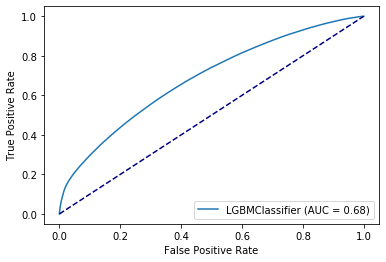 1.0
0.8
0.6
0.4
0.2
0.0
True Positive Rate
LGBMClassifier (AUC = 0.68)
0.0 0.2 0.4 0.6 0.8 1.0
False Positive Rate